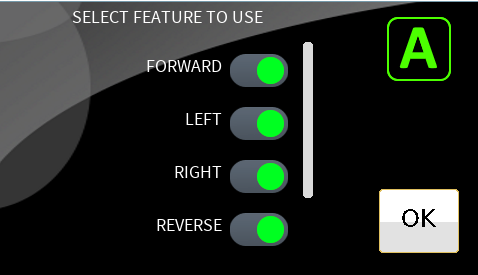 SELECT FEATURE TO USE
A
FORWARD
LEFT
RIGHT
REVERSE
OK